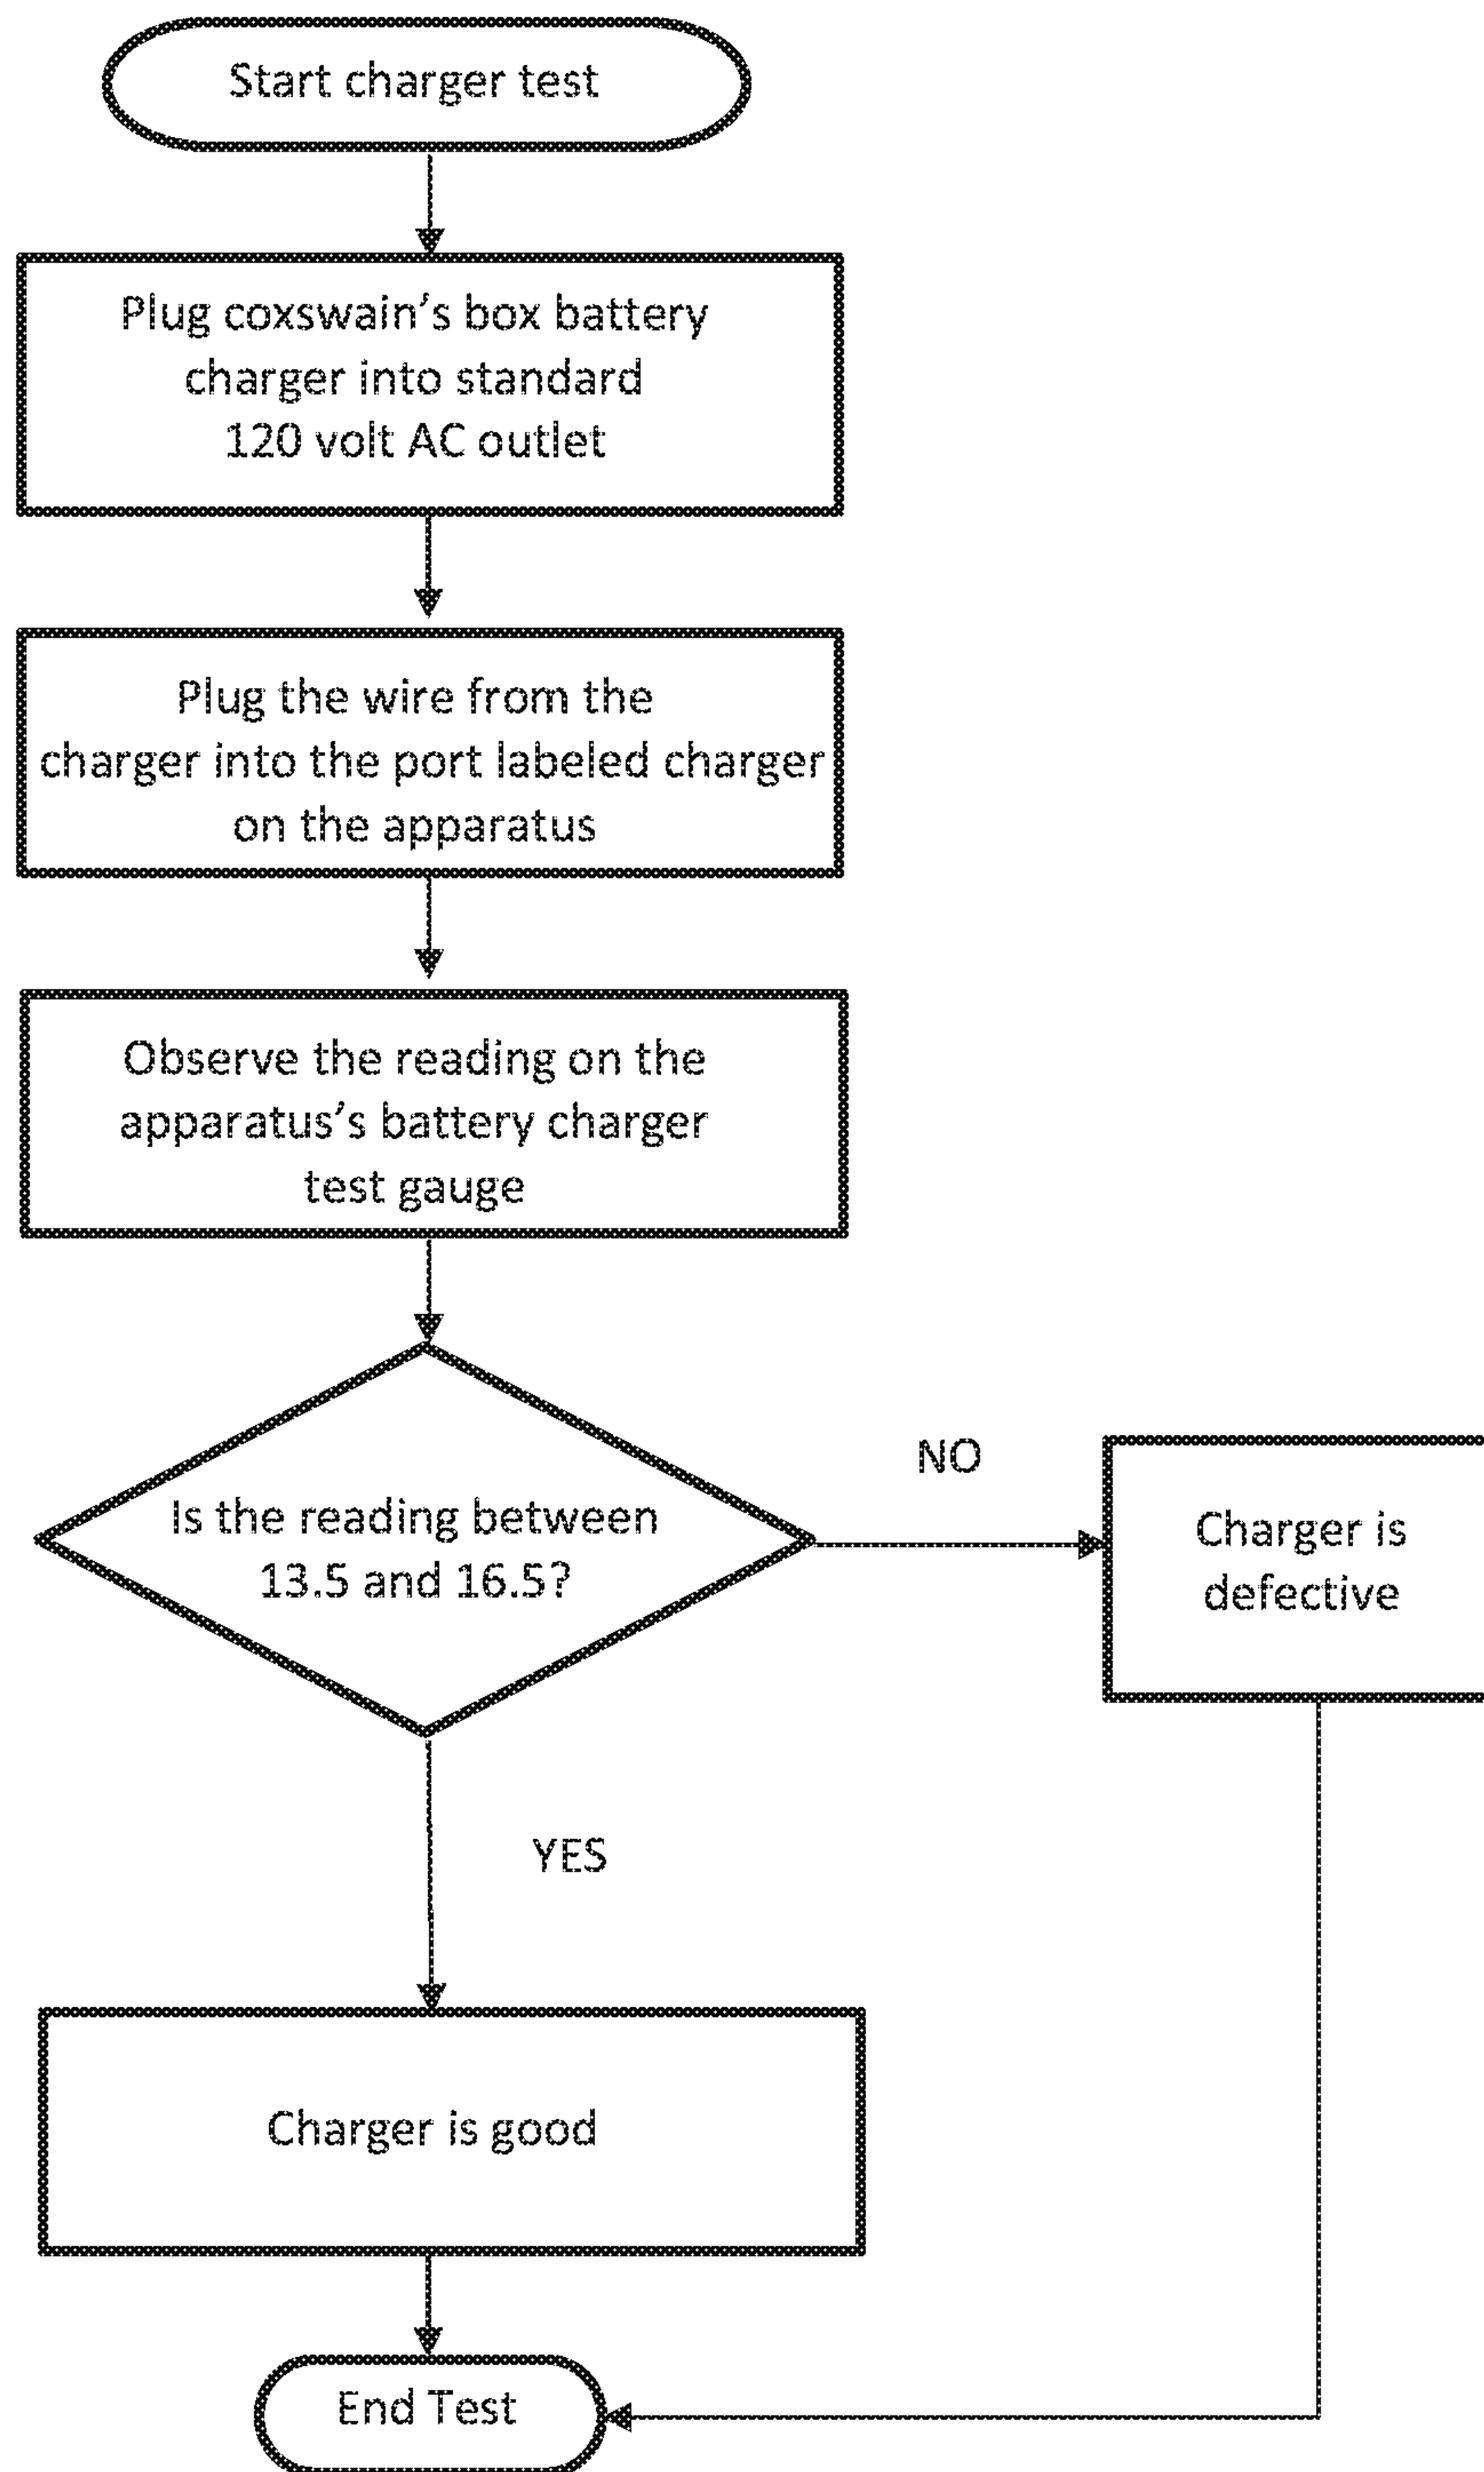 Start charger test
Plug coxswain's box battery
charger into standard
120 volt AC outlet
Plug the wire from the
charger into the port labeled charger
on the apparatus
Observe the reading on the
apparatus's battery charger
test gauge
Is the reading between
13.5 and 16.5?
NO
Charger is
defective
YES
Charger is good
End Test